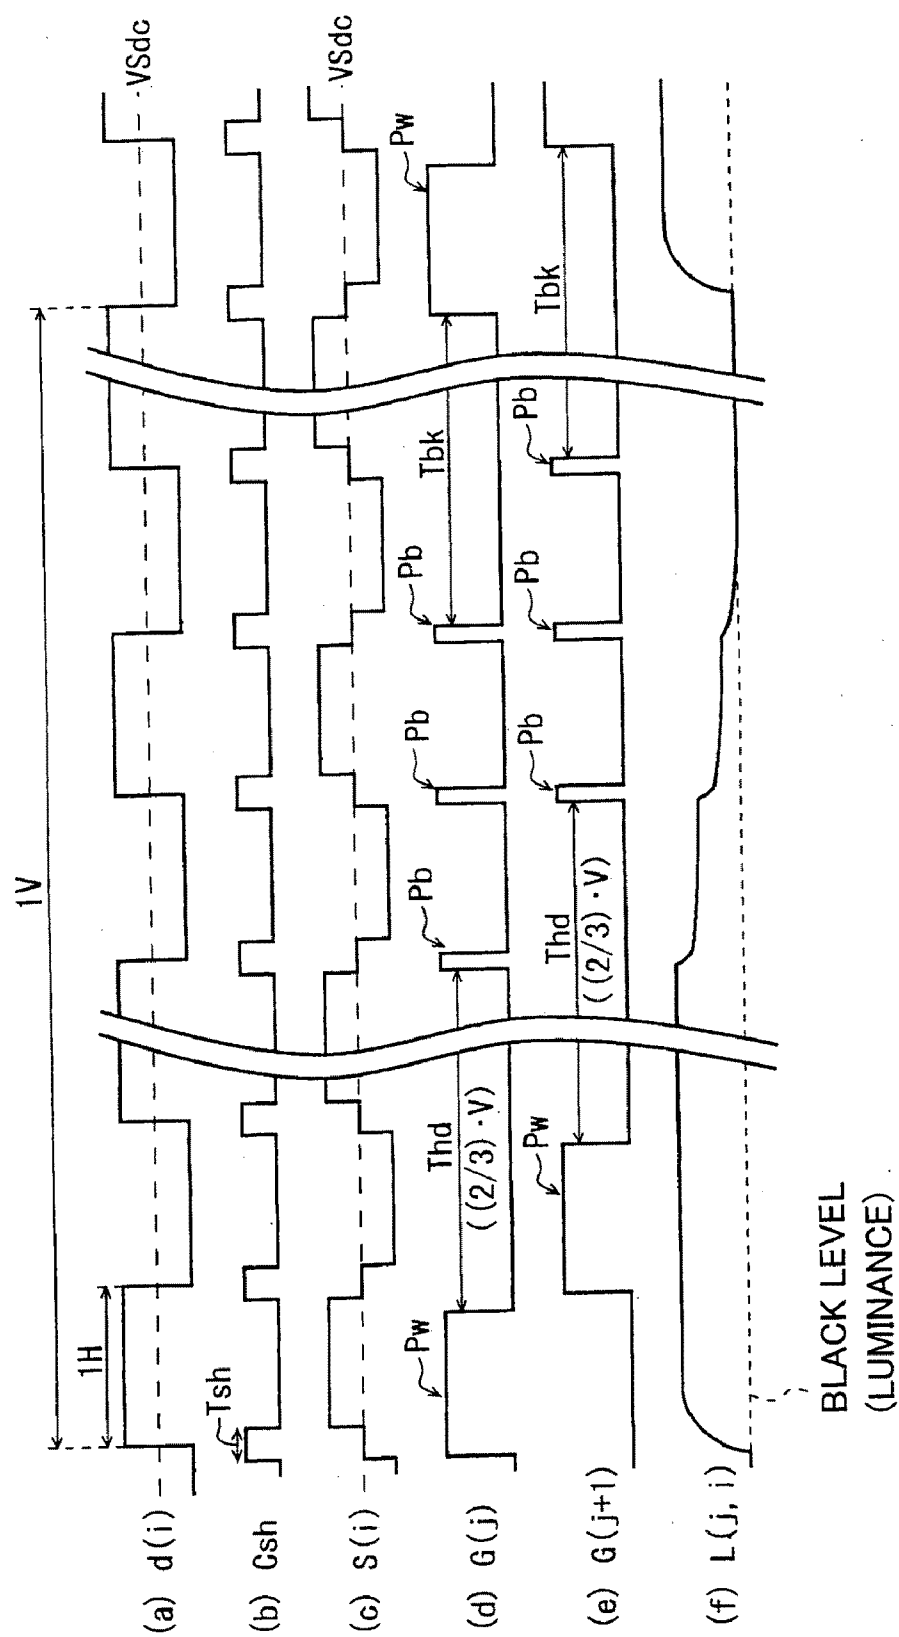 1V
(a) d(i)
1H
VSdc
(b) Csh
Tsh
(c) S(i)
VSdc
(d) G(j)
Pw
Thd
((2/3)·V)
Pb
Pb
Pb
Tbk
Pw
(e) G(j+1)
Pw
Thd
((2/3)·V)
Pb
Pb
Pb
Tbk
(f) L(j, i)
BLACK LEVEL
(LUMINANCE)